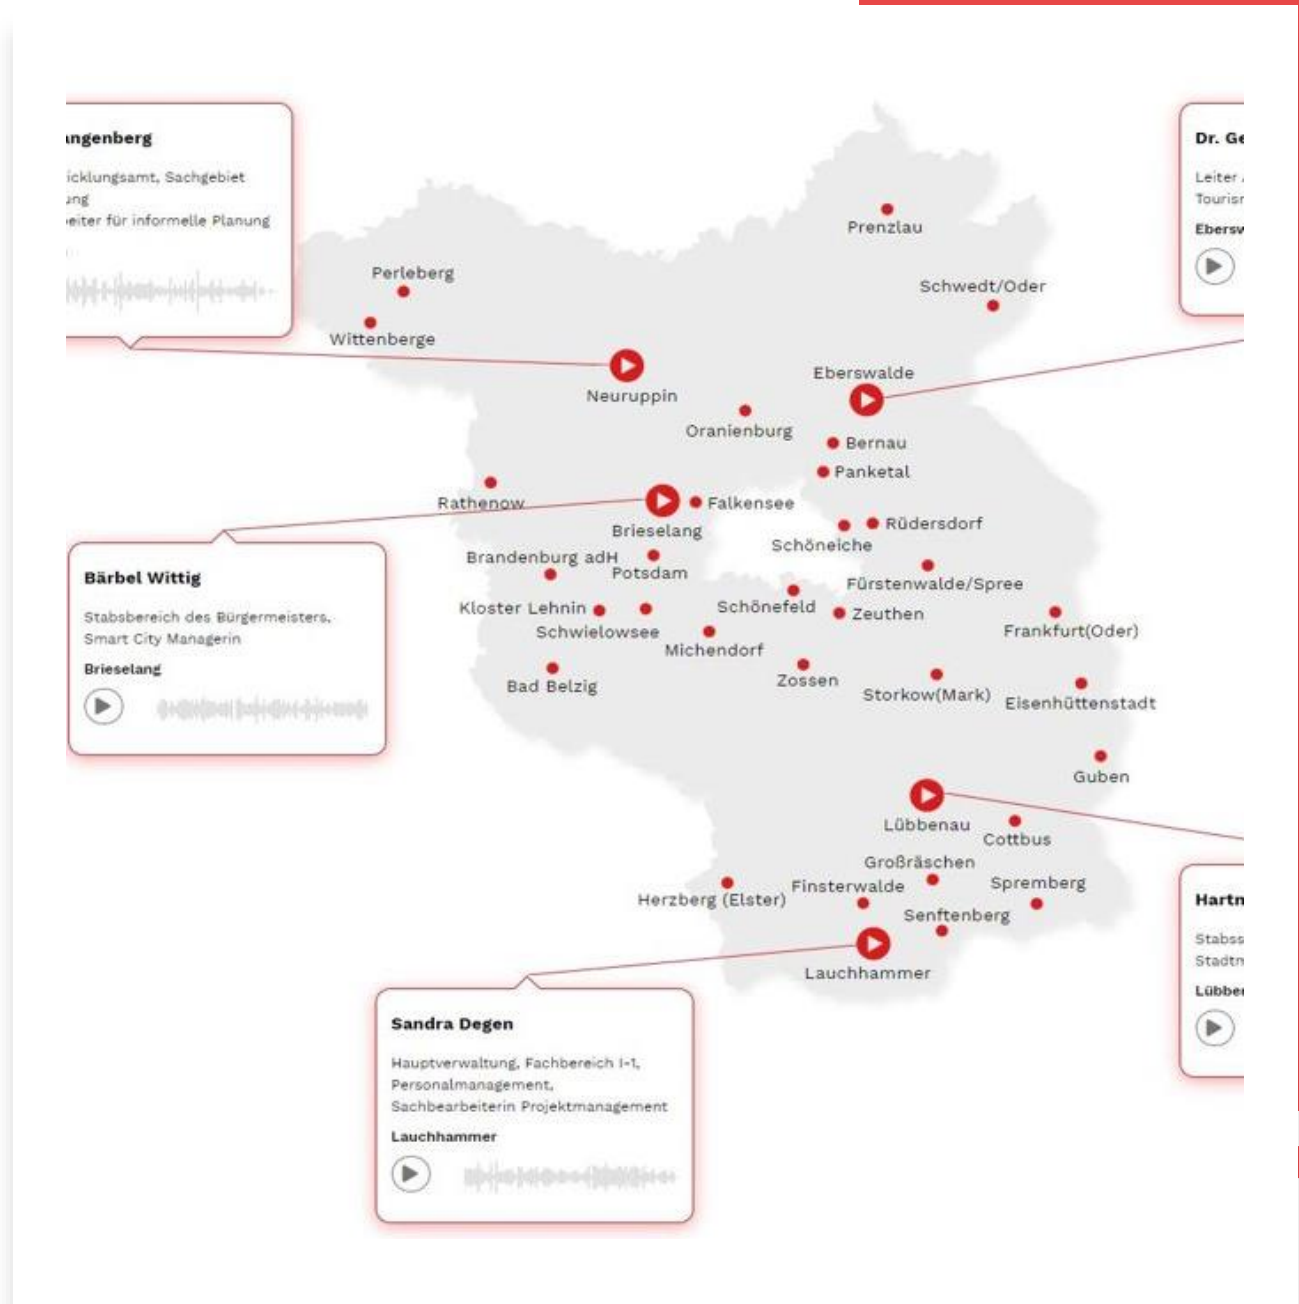 Prenzlau
Perleberg
Schwedt/Oder
Wittenberge
Eberswalde
Neuruppin
Oranienburg
Bernau
Panketal
Rathenow
Falkensee
Rüdersdorf
Brieselang
Schöneiche
Brandenburg adH
Potsdam
Fürstenwalde/Spree
Kloster Lehnin
Schönefeld
Zeuthen
Schwielowsee
Frankfurt(Oder)
Michendorf
Bad Belzig
Zossen
Storkow(Mark)
Eisenhüttenstadt
Guben
Lübbenau
Cottbus
Großräschen
Finsterwalde
Spremberg
Herzberg (Elster)
Senftenberg
Lauchhammer
angenberg
icklungsamt, Sachgebiet
ung
eiter für informelle Planung
Dr. Ge
Leiter
Touris
Ebersw
Bärbel Wittig
Stabsbereich des Bürgermeisters,
Smart City Managerin
Brieselang
Hartm
Stabss
Stadtm
Lübbe
Sandra Degen
Hauptverwaltung, Fachbereich I-1,
Personalmanagement,
Sachbearbeiterin Projektmanagement
Lauchhammer